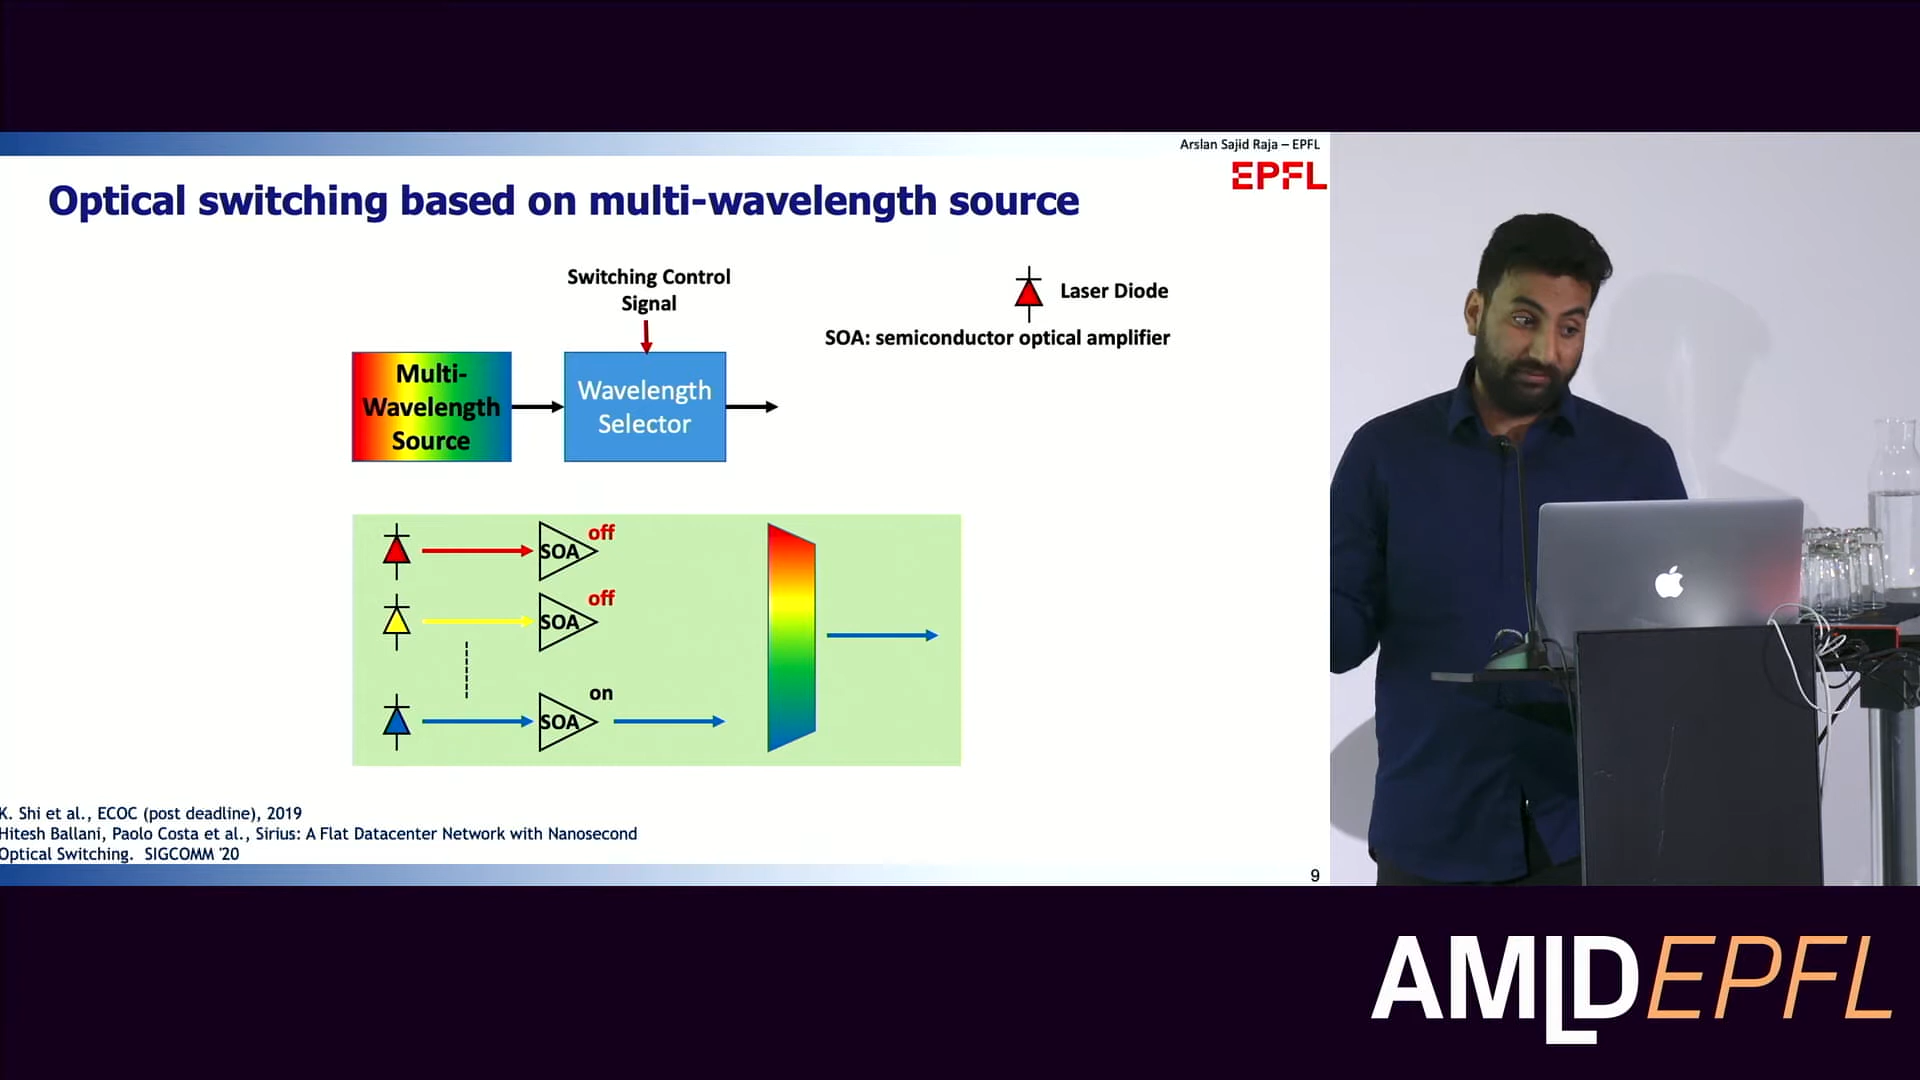 Arslan Sajid Raja – EPFL
EPFL
Optical switching based on multi-wavelength source
Switching Control
Signal
Laser Diode
SOA: semiconductor optical amplifier
Multi-
Wavelength
Source
Wavelength
Selector
off
SOA
off
SOA
on
SOA
K. Shi et al., ECOC (post deadline), 2019
Hitesh Ballani, Paolo Costa et al., Sirius: A Flat Datacenter Network with Nanosecond
Optical Switching. SIGCOMM '20
9
AMLDEPFL